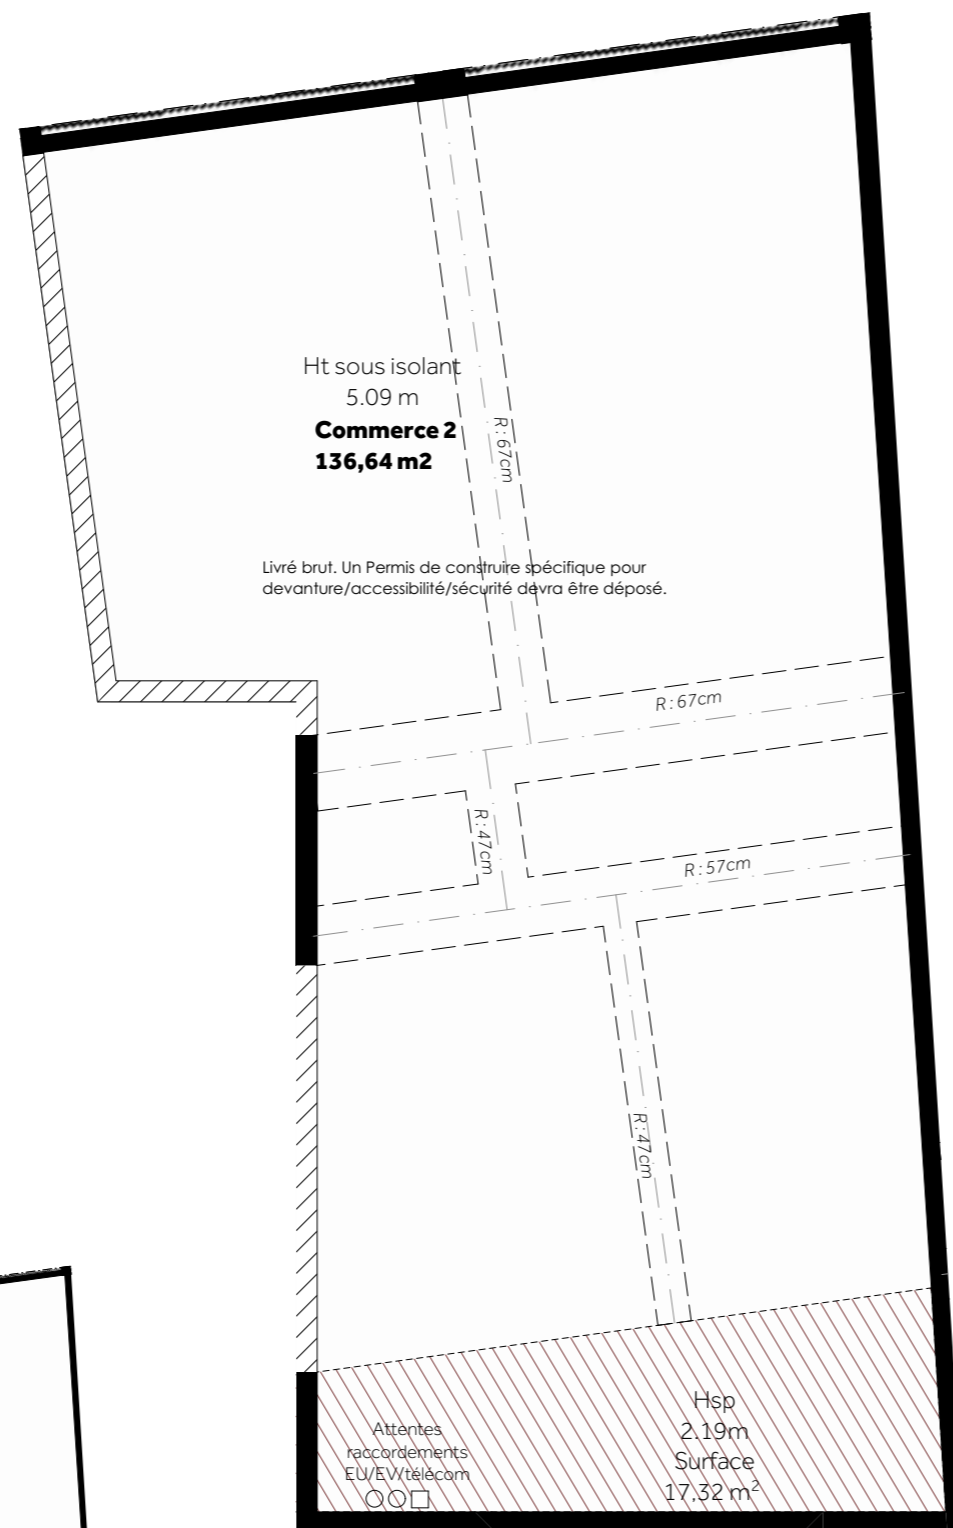 Ht sous isolant
5.09 m
Commerce 2
136,64 m2
R : 67cm
Livré brut. Un Permis de construire spécifique pour
devanture/accessibilité/sécurité devra être déposé.
R : 67cm
R : 47cm
R : 57cm
R : 47cm
Hsp
2.19m
Surface
17,32 m²
Attentes
raccordements
EU/EV/télécom